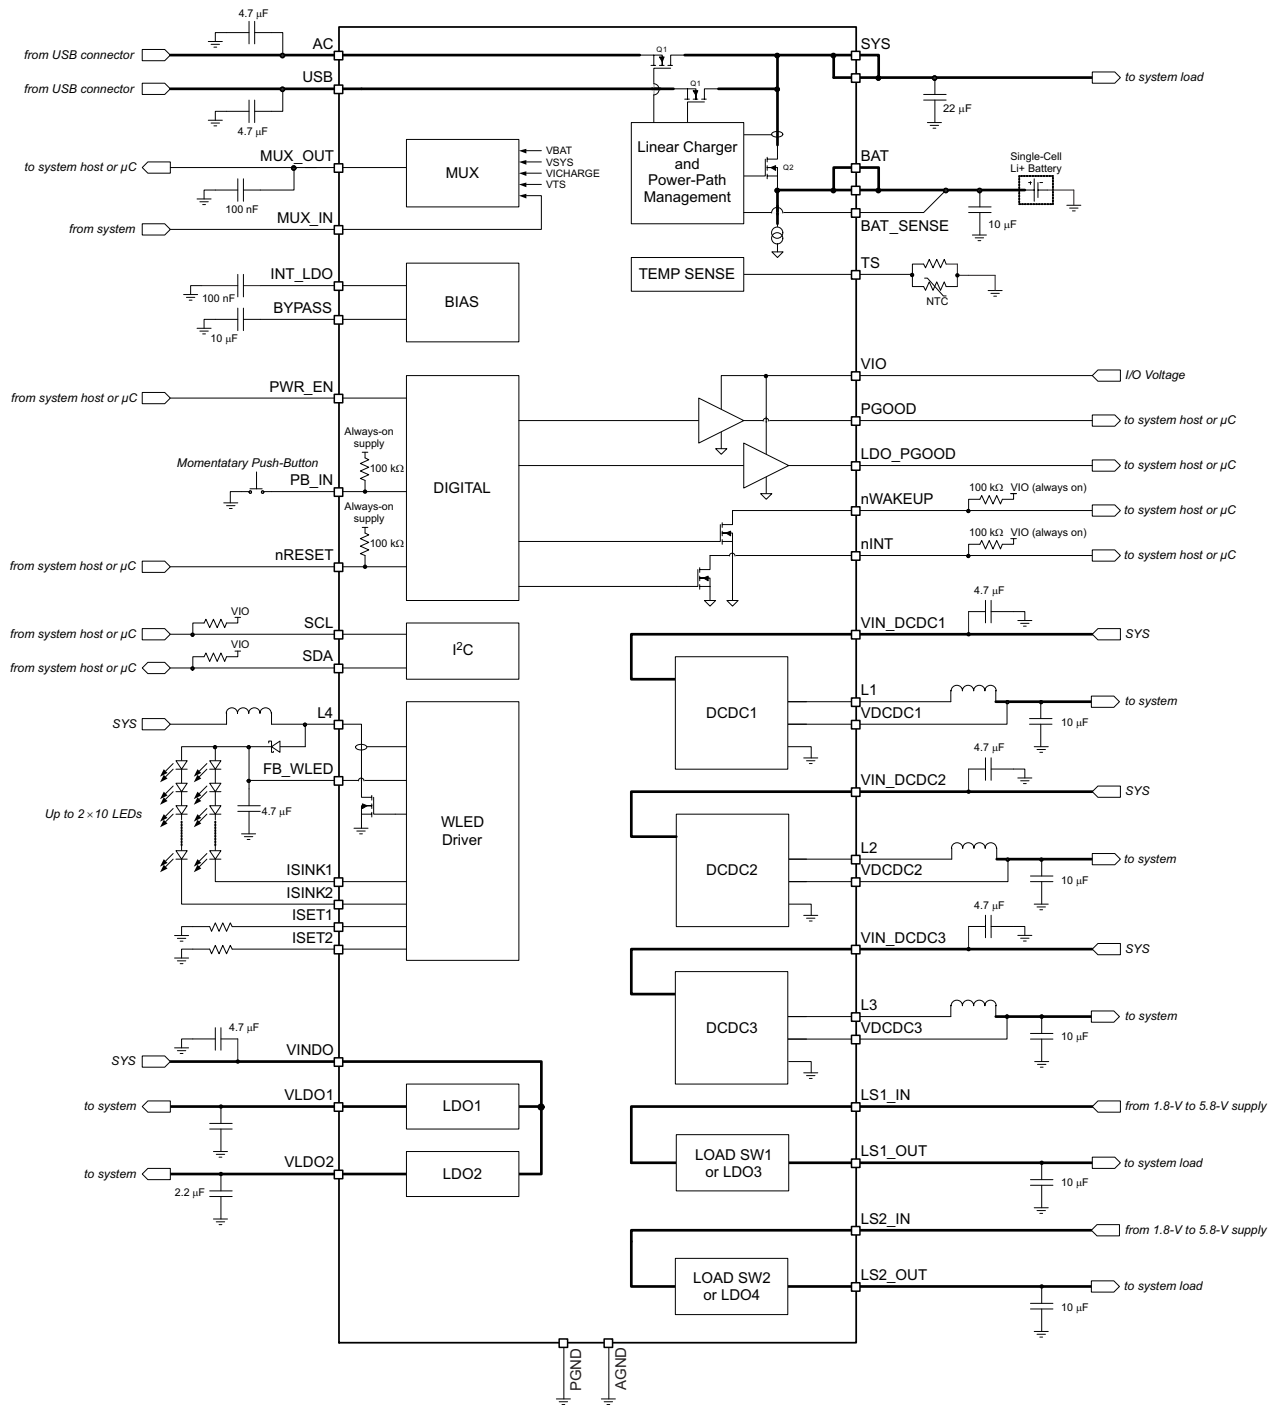 4.7 μF
from USB connector
AC
Q1
SYS
to system load
from USB connector
USB
Q1
4.7 μF
22 μF
to system host or μC
MUX_OUT
MUX
VBAT
VSYS
VICHARGE
VTS
Linear Charger
and
Power-Path
Management
Q2
BAT
Single-Cell
Li+ Battery
100 nF
from system
MUX_IN
BAT_SENSE
10 μF
INT_LDO
100 nF
BIAS
TEMP SENSE
TS
NTC
BYPASS
10 μF
VIO
I/O Voltage
from system host or μC
PWR_EN
PGOOD
to system host or μC
Always-on
supply
100 kΩ
Momentatary Push-Button
PB_IN
DIGITAL
LDO_PGOOD
to system host or μC
nWAKEUP
100 kΩ
VIO (always on)
to system host or μC
Always-on
supply
100 kΩ
nINT
100 kΩ
VIO (always on)
to system host or μC
from system host or μC
nRESET
4.7 μF
VIO
from system host or μC
SCL
VIN_DCDC1
SYS
VIO
from system host or μC
SDA
I2C
DCDC1
L1
VDCDC1
to system
10 μF
SYS
L4
FB_WLED
4.7 μF
Up to 2 × 10 LEDs
WLED
Driver
4.7 μF
VIN_DCDC2
SYS
DCDC2
L2
VDCDC2
to system
10 μF
ISINK1
ISINK2
ISET1
ISET2
4.7 μF
VIN_DCDC3
SYS
DCDC3
L3
VDCDC3
to system
10 μF
4.7 μF
SYS
VINDO
to system
VLDO1
LDO1
LS1_IN
from 1.8-V to 5.8-V supply
LOAD SW1
or LDO3
LS1_OUT
to system load
10 μF
to system
VLDO2
LDO2
2.2 μF
LS2_IN
from 1.8-V to 5.8-V supply
LOAD SW2
or LDO4
LS2_OUT
to system load
10 μF
PGND
AGND